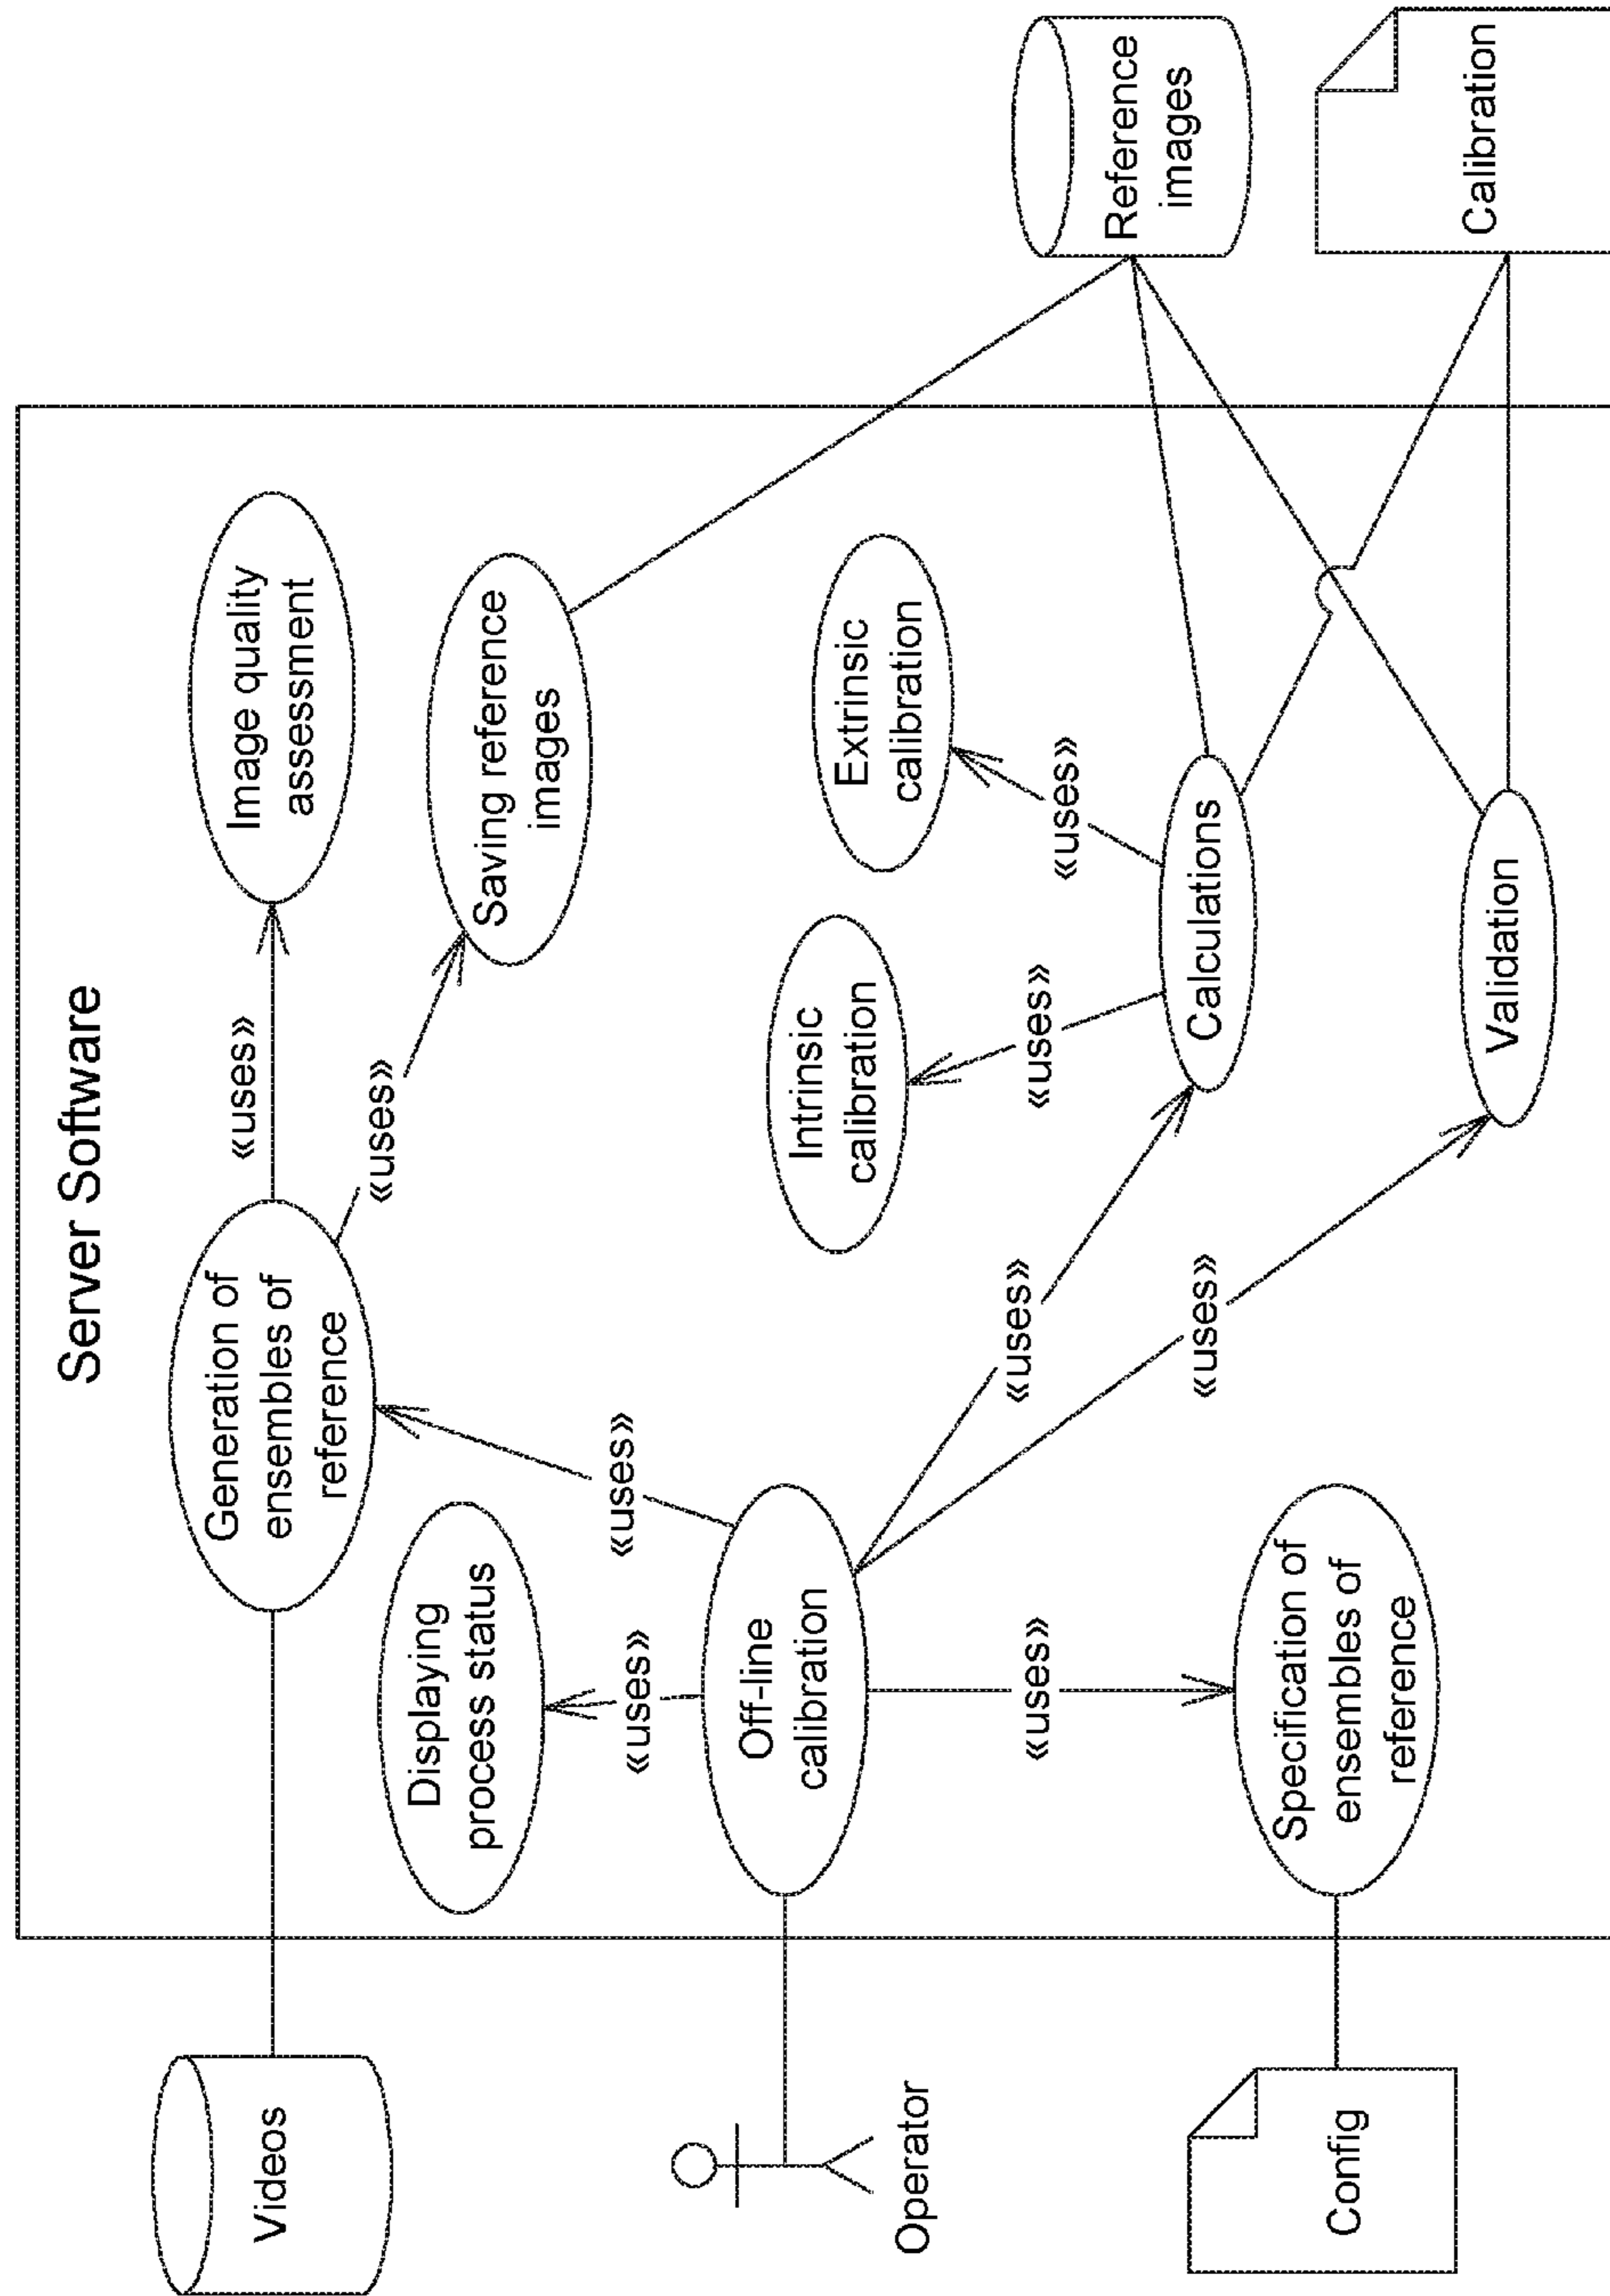 Server Software
Videos
Generation of
ensembles of
reference
«uses»
Image quality
assessment
«uses»
Saving reference
images
Displaying
process status
«uses»
«uses»
Operator
Off-line
calibration
Intrinsic
calibration
Extrinsic
calibration
«uses»
«uses»
«uses»
Calculations
«uses»
«uses»
Reference
images
Config
Specification of
ensembles of
reference
Validation
Calibration